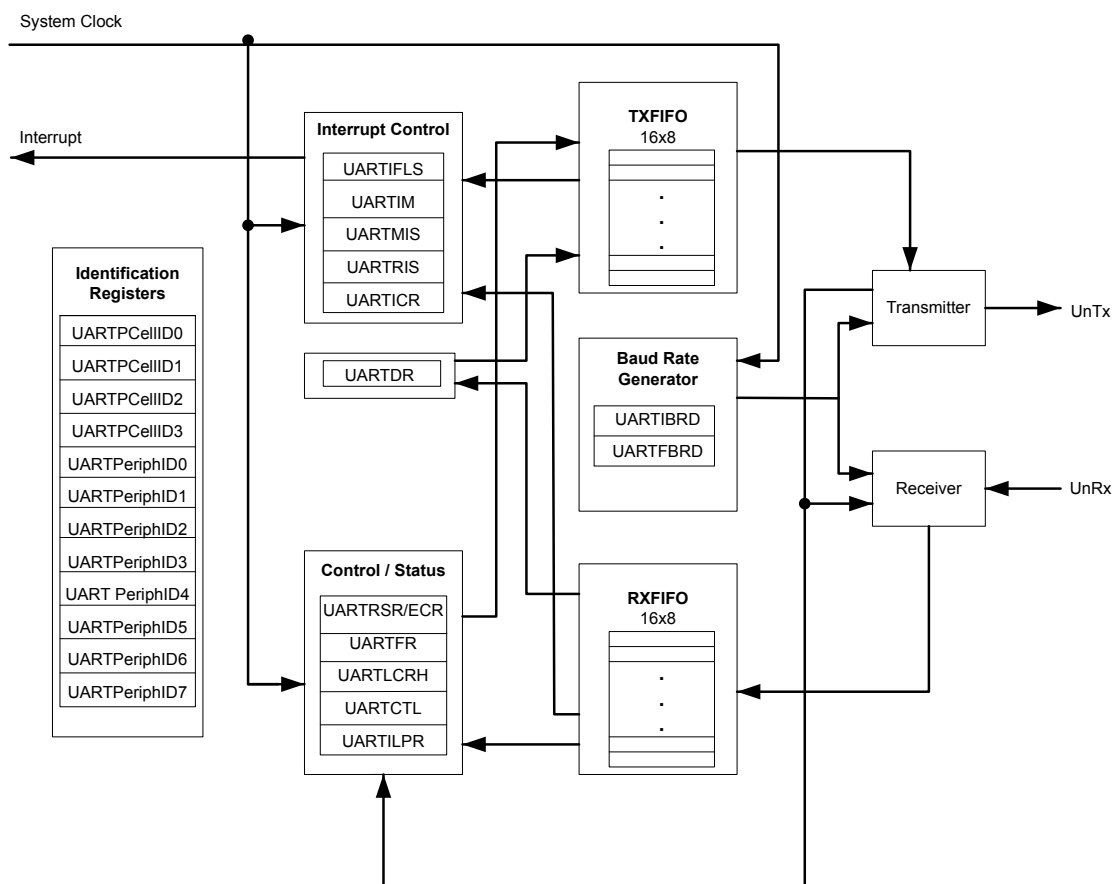 System Clock
Interrupt
Interrupt Control
UARTIFLS
UARTIM
UARTMIS
UARTRIS
UARTICR
TXFIFO
16x8
.
.
.
Identification
Registers
UARTPCellID0
UARTPCellID1
UARTPCellID2
UARTPCellID3
UARTPeriphID0
UARTPeriphID1
UARTPeriphID2
UARTPeriphID3
UART PeriphID4
UARTPeriphID5
UARTPeriphID6
UARTPeriphID7
UARTDR
Baud Rate
Generator
UARTIBRD
UARTFBRD
Transmitter
UnTx
Receiver
UnRx
Control / Status
UARTRSR/ECR
UARTFR
UARTLCRH
UARTCTL
UARTILPR
RXFIFO
16x8
.
.
.